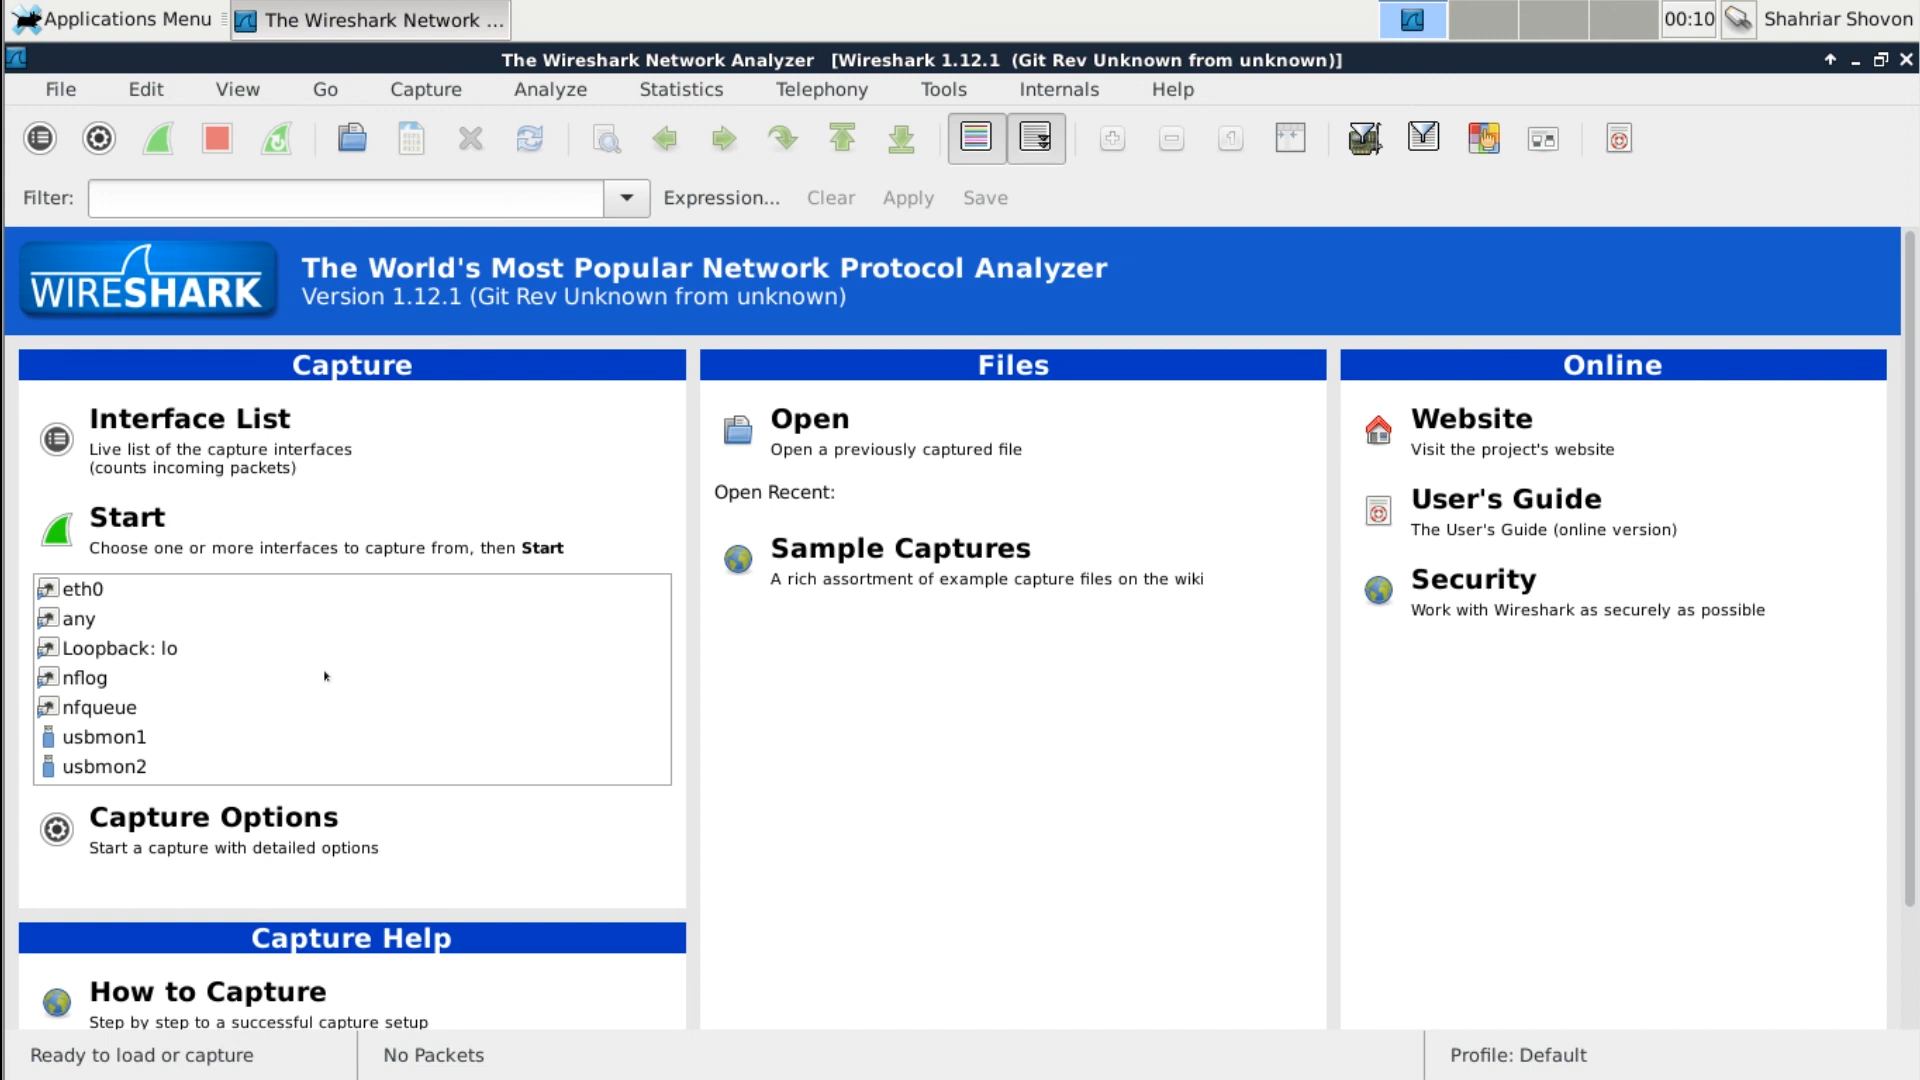 Applications Menu
The Wireshark Network ...
00:10
Shahriar Shovon
The Wireshark Network Analyzer [Wireshark 1.12.1 (Git Rev Unknown from unknown)]
File Edit View Go Capture Analyze Statistics Telephony Tools Internals Help
Filter: Expression... Clear Apply Save
WIRESHARK
The World's Most Popular Network Protocol Analyzer
Version 1.12.1 (Git Rev Unknown from unknown)
Capture
Interface List
Live list of the capture interfaces
(counts incoming packets)
Start
Choose one or more interfaces to capture from, then Start
eth0
any
Loopback: lo
nflog
nfqueue
usbmon1
usbmon2
Capture Options
Start a capture with detailed options
Capture Help
How to Capture
Step by step to a successful capture setup
Files
Open
Open a previously captured file
Open Recent:
Sample Captures
A rich assortment of example capture files on the wiki
Online
Website
Visit the project's website
User's Guide
The User's Guide (online version)
Security
Work with Wireshark as securely as possible
Ready to load or capture
No Packets
Profile: Default